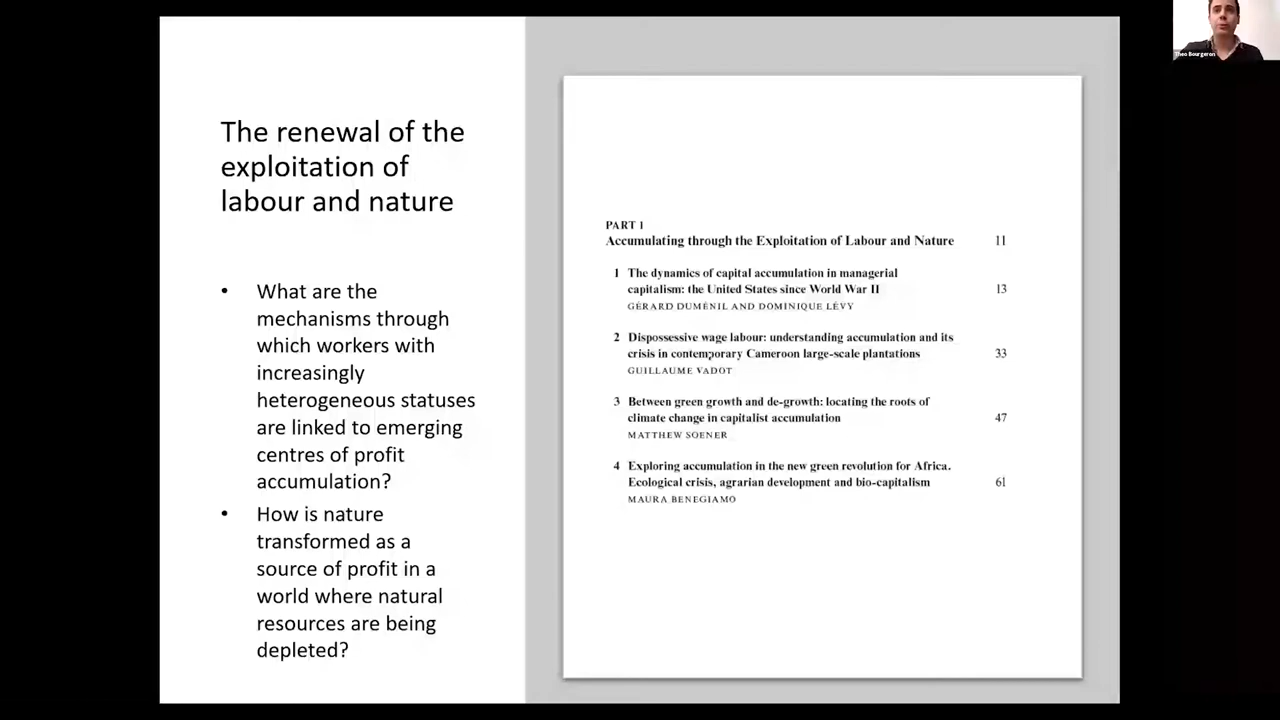 The renewal of the
exploitation of
labour and nature
• What are the
mechanisms through
which workers with
increasingly
heterogeneous statuses
are linked to emerging
centres of profit
accumulation?
• How is nature
transformed as a
source of profit in a
world where natural
resources are being
depleted?
PART 1
Accumulating through the Exploitation of Labour and Nature 11
1 The dynamics of capital accumulation in managerial
capitalism: the United States since World War II 13
GÉRARD DUMÉNIL AND DOMINIQUE LÉVY
2 Dispossessive wage labour: understanding accumulation and its
crisis in contemporary Cameroon large-scale plantations 33
GUILLAUME VADOT
3 Between green growth and de-growth: locating the roots of
climate change in capitalist accumulation 47
MATTHEW SOENER
4 Exploring accumulation in the new green revolution for Africa.
Ecological crisis, agrarian development and bio-capitalism 61
MAURA BENEGIAMO
Theo Bourgeron